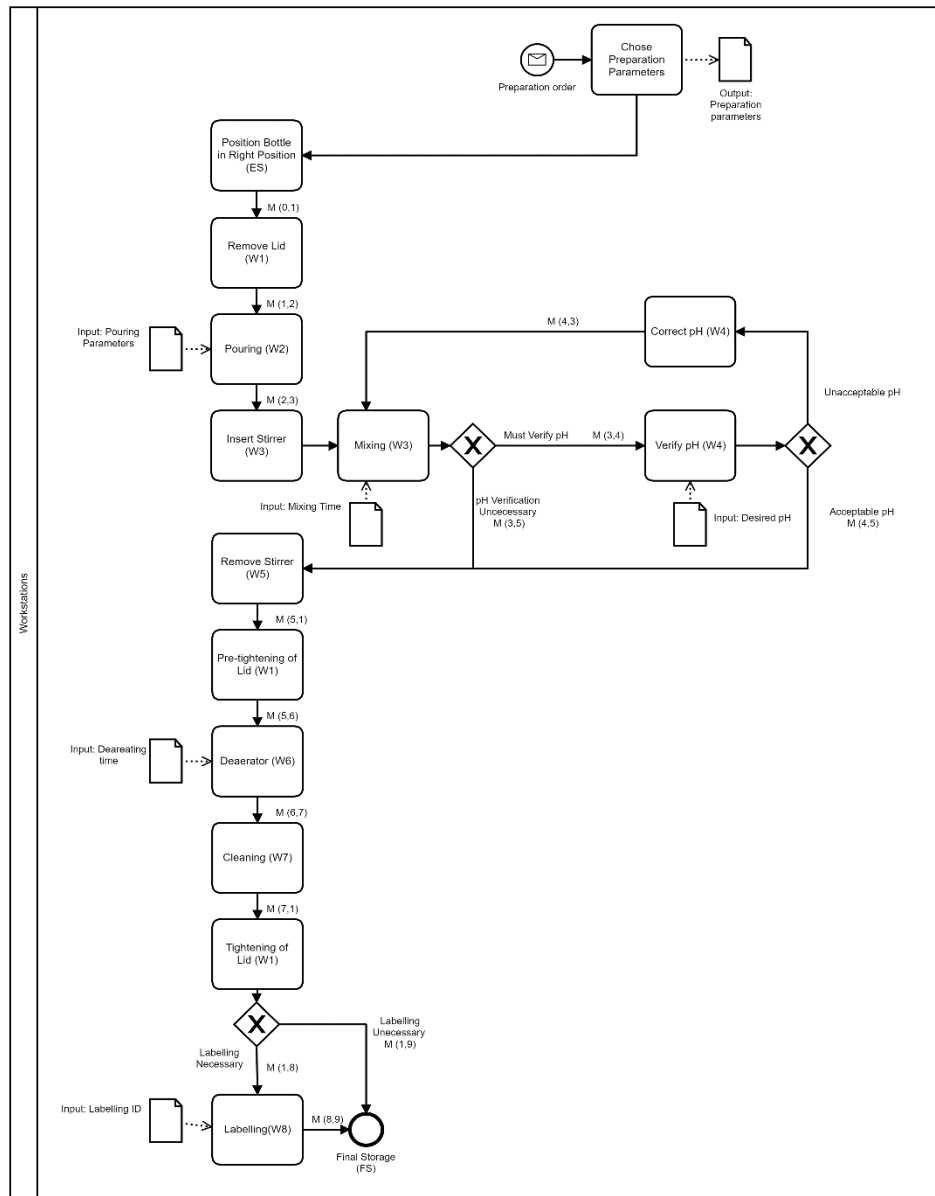 Workstations
Preparation order
Chose
Preparation
Parameters
Output:
Preparation
parameters
Position Bottle
in Right Position
(ES)
M (0,1)
Remove Lid
(W1)
M (1,2)
Input: Pouring
Parameters
Pouring (W2)
M (2,3)
Insert Stirrer
(W3)
Mixing (W3)
Input: Mixing Time
Must Verify pH
M (3,4)
pH Verification
Unecessary
M (3,5)
Verify pH (W4)
Input: Desired pH
M (4,3)
Correct pH (W4)
Unacceptable pH
Acceptable pH
M (4,5)
Remove Stirrer
(W5)
M (5,1)
Pre-tightening of
Lid (W1)
M (5,6)
Input: Deareating
time
Deaerator (W6)
M (6,7)
Cleaning (W7)
M (7,1)
Tightening of
Lid (W1)
Labelling
Necessary
M (1,8)
Labelling
Unecessary
M (1,9)
Input: Labelling ID
Labelling(W8)
M (8,9)
Final Storage
(FS)